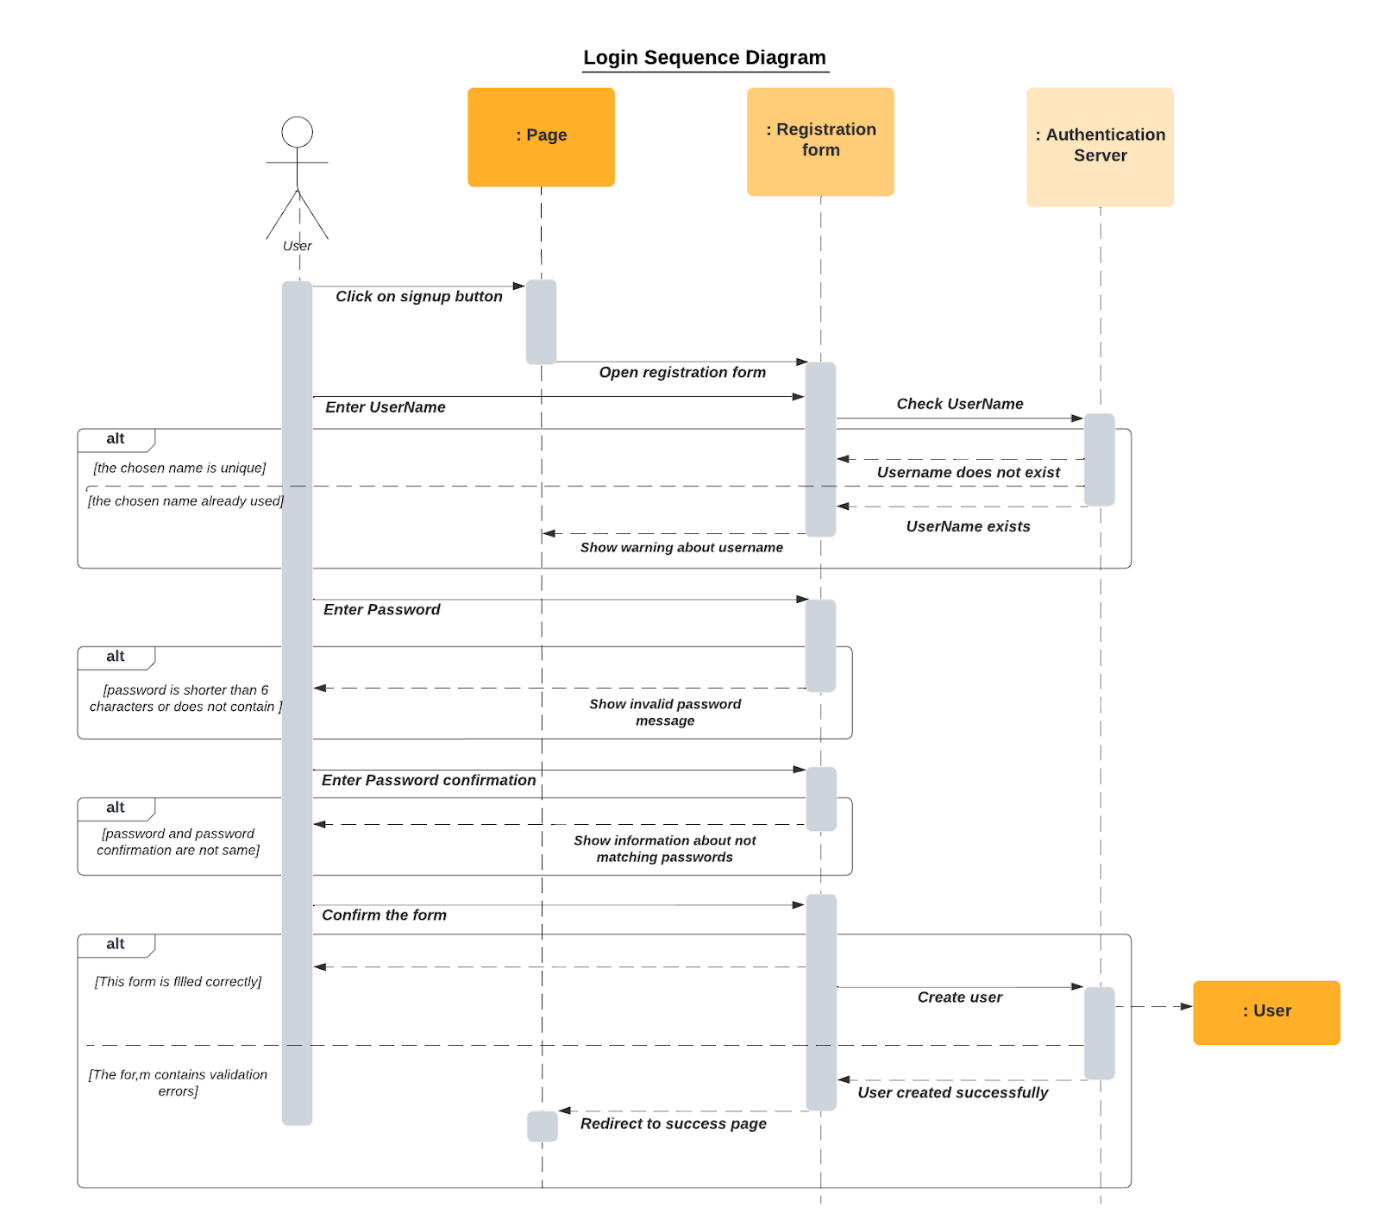 Login Sequence Diagram
: Page
: Registration
form
: Authentication
Server
User
Click on signup button
Open registration form
Enter UserName
Check UserName
alt
[the chosen name is unique]
Username does not exist
[the chosen name already used]
UserName exists
Show warning about username
Enter Password
alt
[password is shorter than 6
characters or does not contain ]
Show invalid password
message
Enter Password confirmation
alt
[password and password
confirmation are not same]
Show information about not
matching passwords
Confirm the form
alt
[This form is fllled correctly]
Create user
: User
[The for,m contains validation
errors]
User created successfully
Redirect to success page